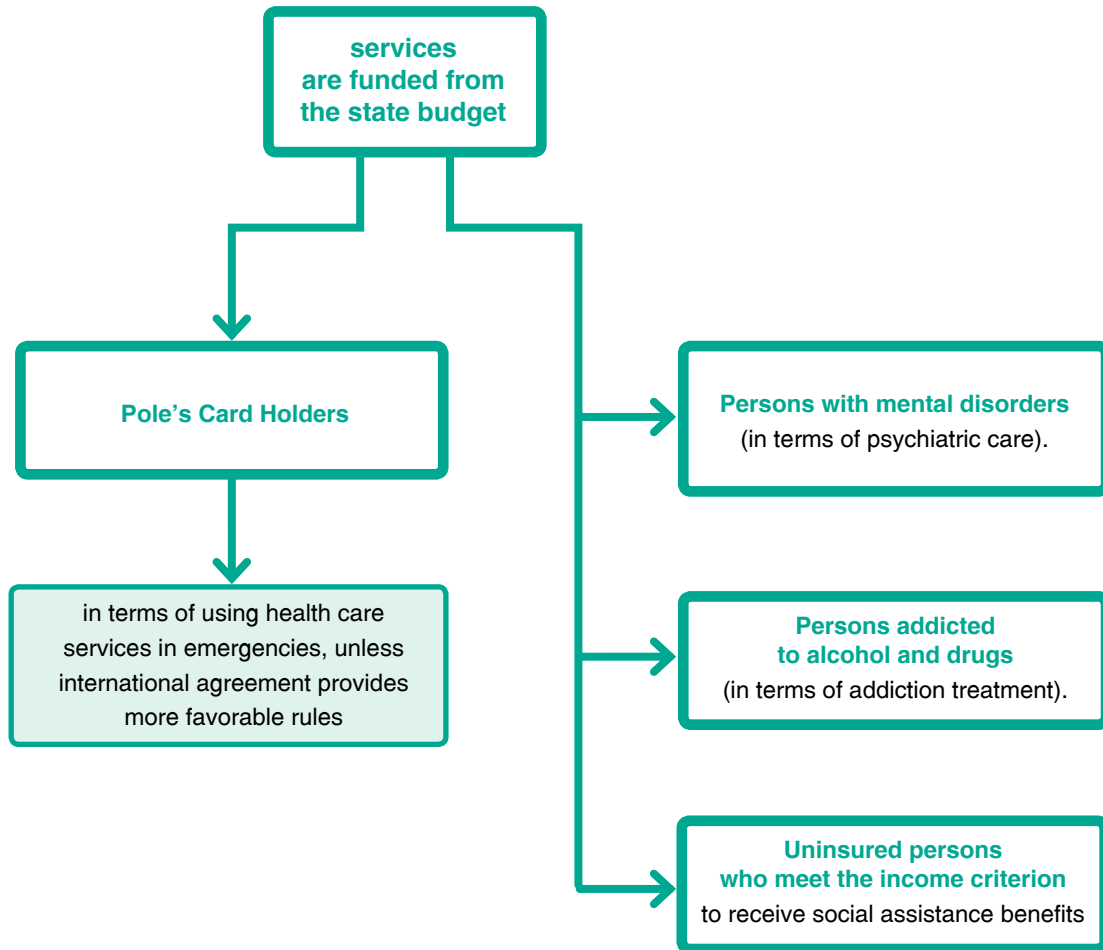 services
are funded from
the state budget
Pole’s Card Holders
in terms of using health care
services in emergencies, unless
international agreement provides
more favorable rules
Persons with mental disorders
(in terms of psychiatric care).
Persons addicted
to alcohol and drugs
(in terms of addiction treatment).
Uninsured persons
who meet the income criterion
to receive social assistance benefits